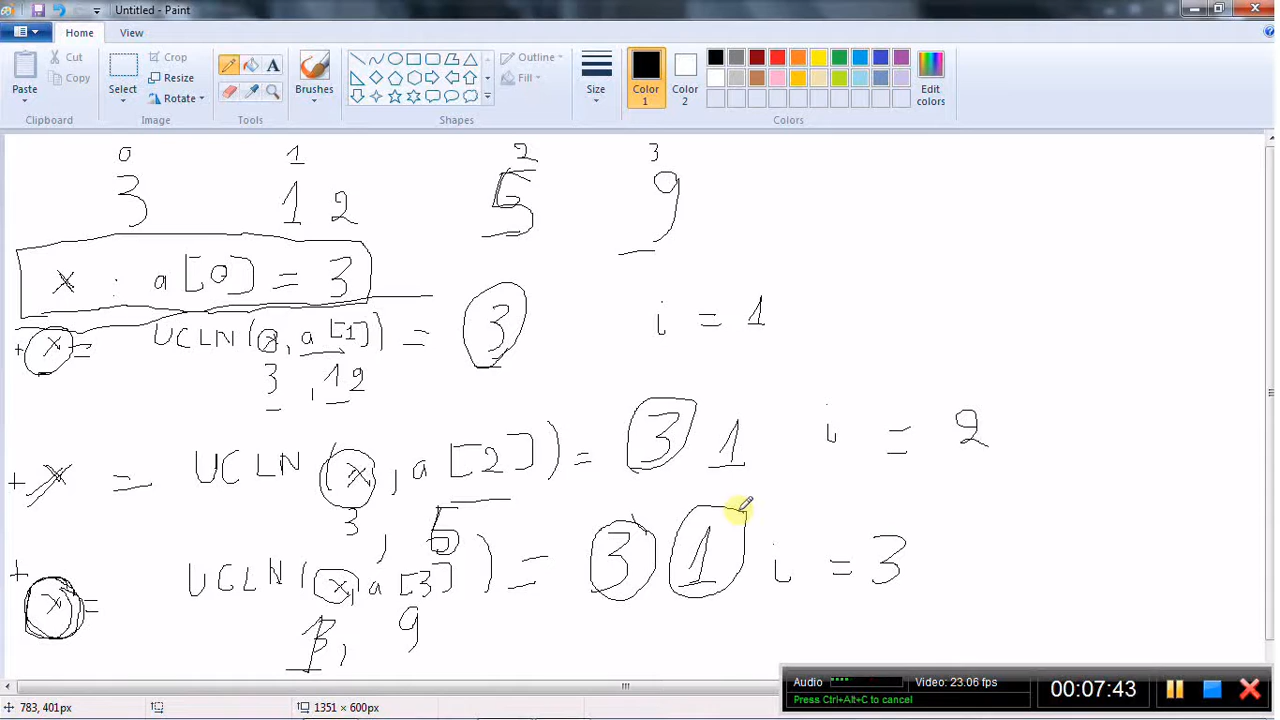 Untitled - Paint
Home View
Paste
Cut
Copy
Clipboard
Select
Crop
Resize
Rotate
Image
Tools
Brushes
Outline
Fill
Shapes
Size
Color 1
Color 2
Edit colors
Colors
0 1 2 3
3 12 5 9
x : a[0] = 3
+ x = UCLN(x, a[1]) = 3 i = 1
3, 12
+ x = UCLN(x, a[2]) = 3 1 i = 2
3, 5
+ x = UCLN(x, a[3]) = 3 1 i = 3
, 9
Audio Video: 23.06 fps 00:07:43
Press Ctrl+Alt+C to cancel
783, 401px 1351 × 600px